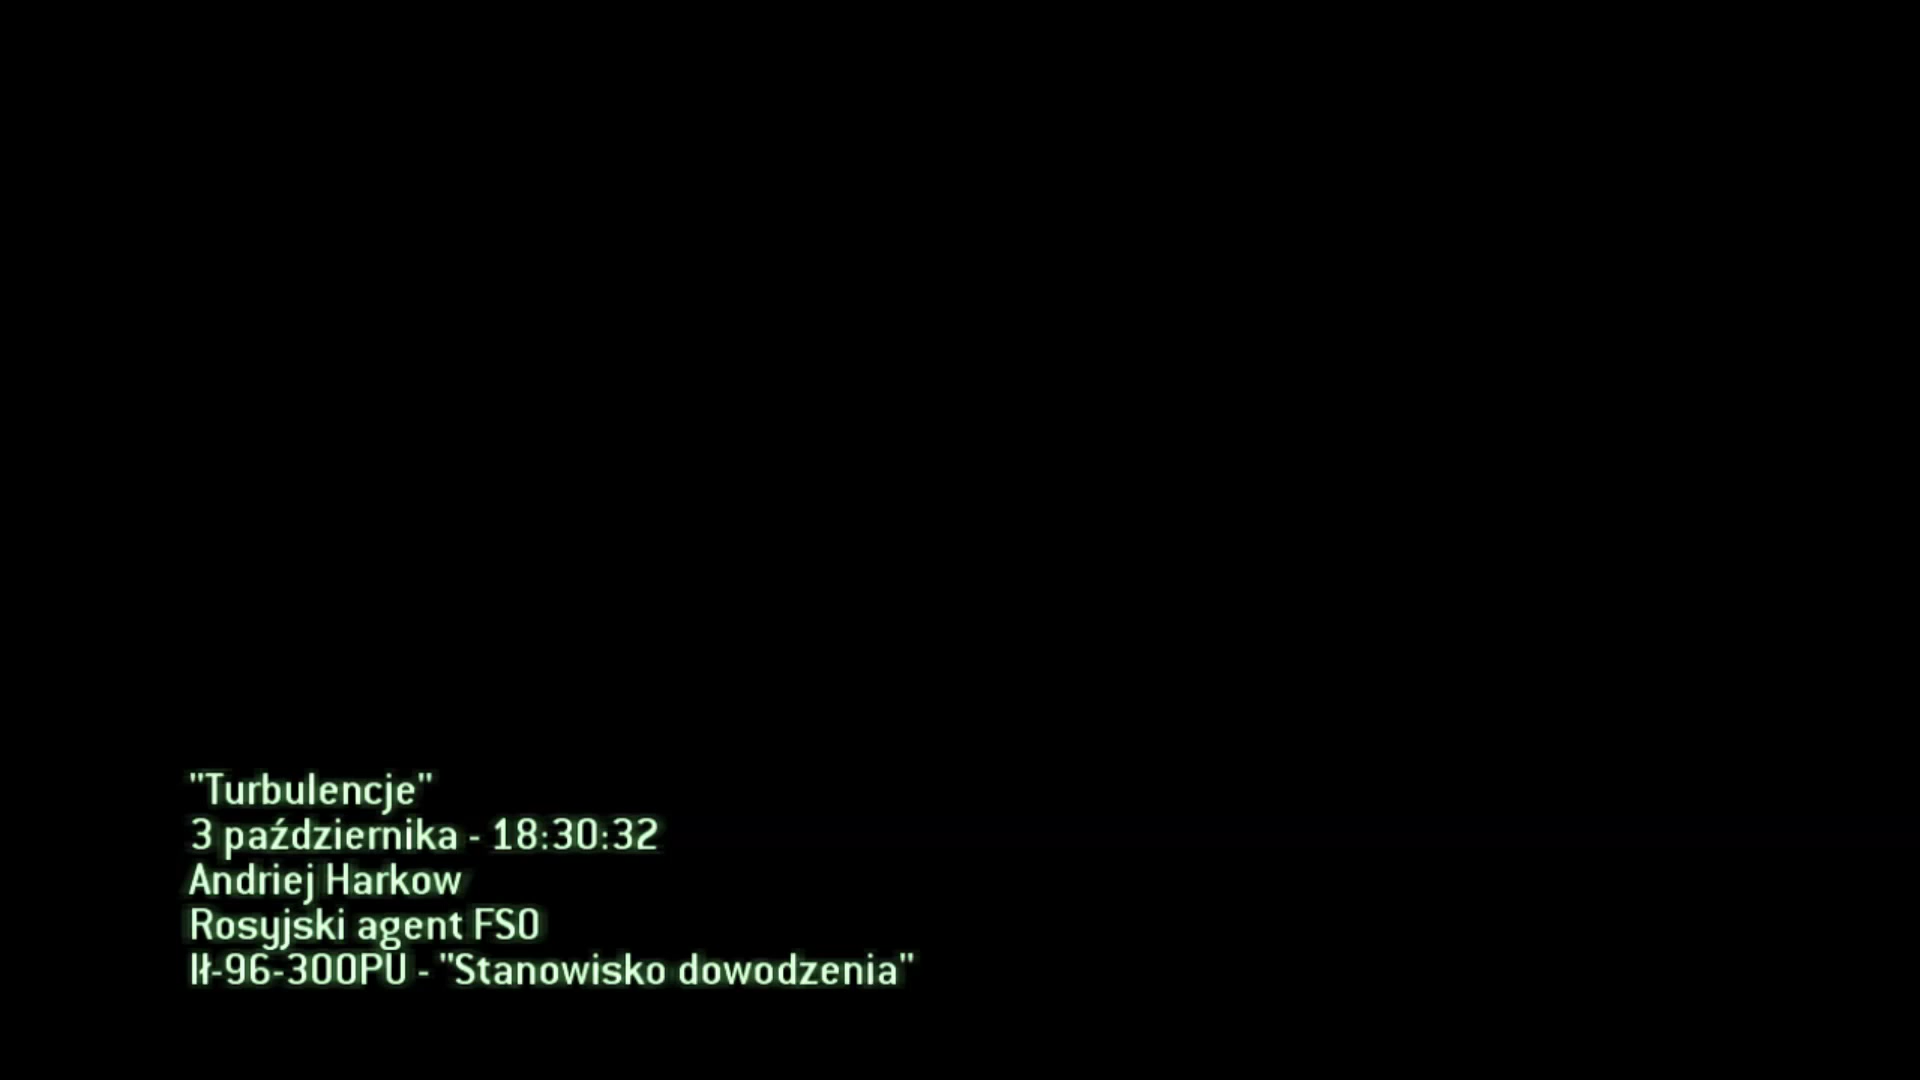 "Turbulencje"
3 października - 18:30:32
Andriej Harkow
Rosyjski agent FSO
Ił-96-300PU - "Stanowisko dowodzenia"